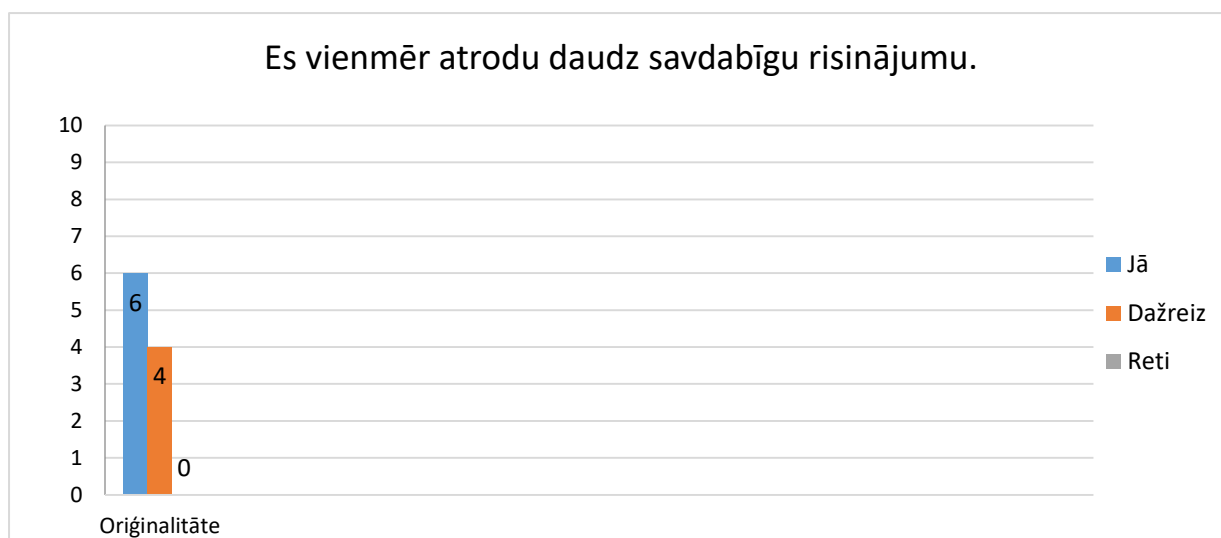 Es vienmēr atrodu daudz savdabīgu risinājumu.
10
9
8
7
6
5
4
3
2
1
0
6
4
0
Oriģinalitāte
Jā
Dažreiz
Reti